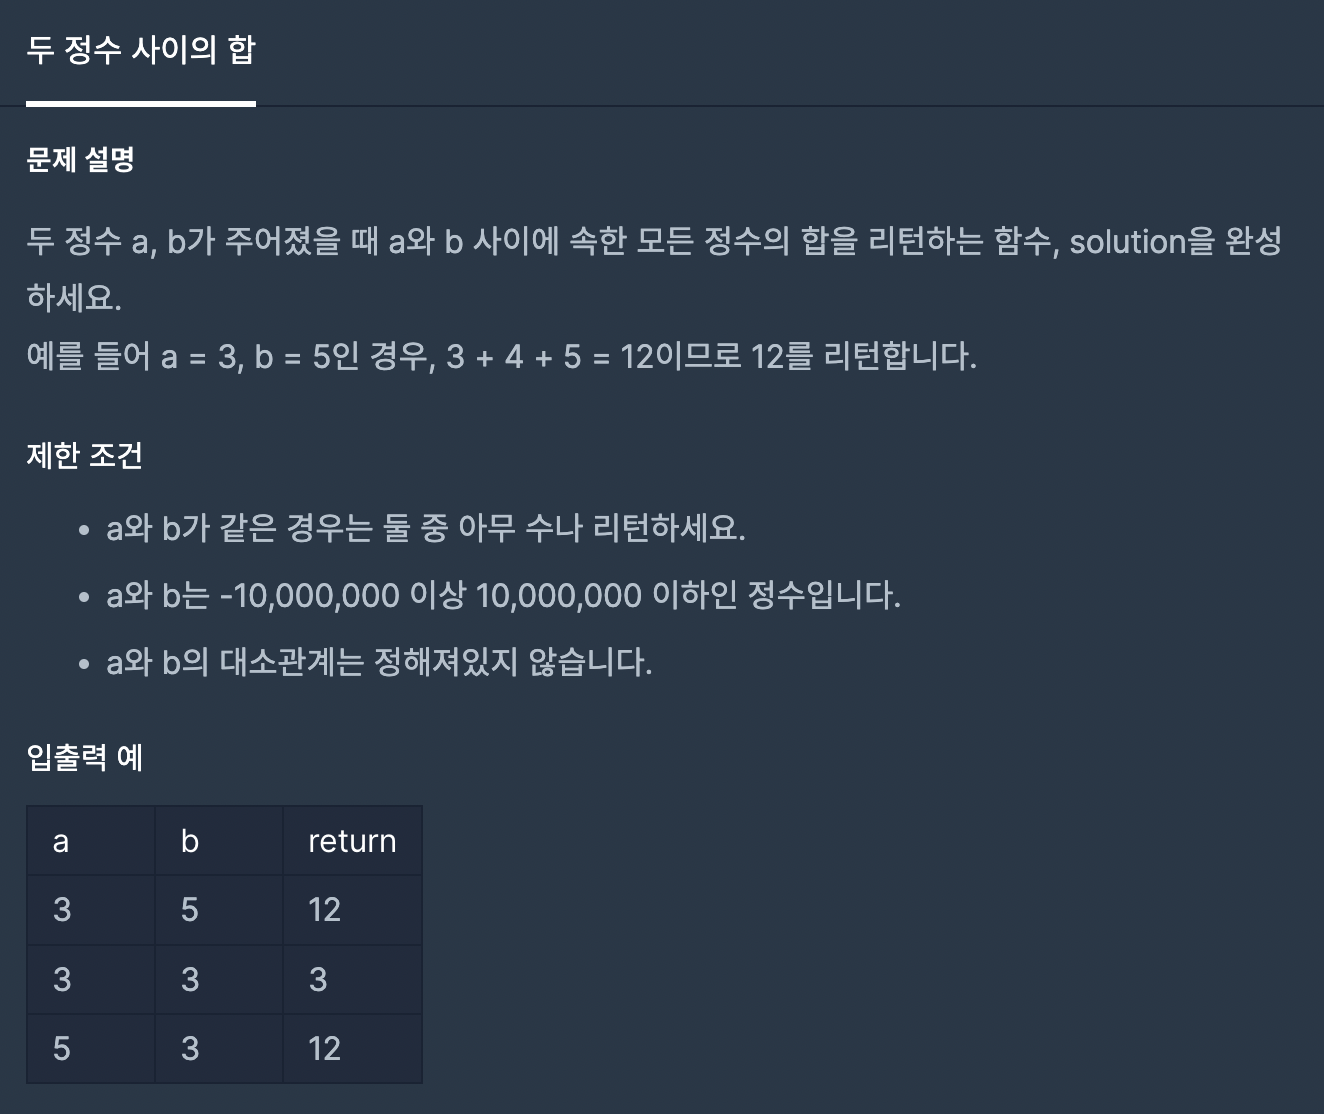 두 정수 사이의 합
문제 설명
두 정수 a, b가 주어졌을 때 a와 b 사이에 속한 모든 정수의 합을 리턴하는 함수, solution을 완성
하세요.
예를 들어 a = 3, b = 5인 경우, 3 + 4 + 5 = 12이므로 12를 리턴합니다.
제한 조건
• a와 b가 같은 경우는 둘 중 아무 수나 리턴하세요.
• a와 b는 -10,000,000 이상 10,000,000 이하인 정수입니다.
• a와 b의 대소관계는 정해져있지 않습니다.
입출력 예
a b return
3 5 12
3 3 3
5 3 12